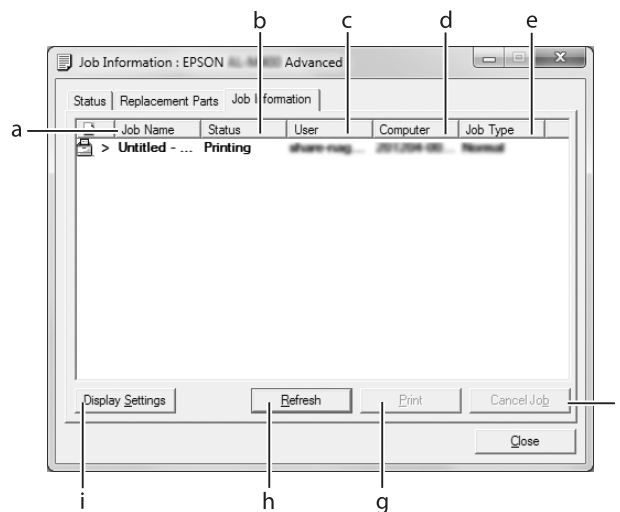 b c d e
Job Information : EPSON Advanced
Status Replacement Parts Job Information
a Job Name Status User Computer Job Type
> Untitled - ... Printing
Display Settings Refresh Print Cancel Job
Close
i h g